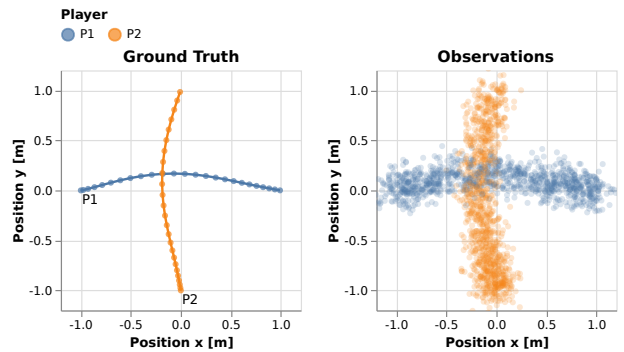 Player
P1 P2
Ground Truth Observations
1.0 1.0
0.5 0.5
0.0 0.0
-0.5 -0.5
-1.0 -1.0
P1
P2
Position y [m] Position y [m]
-1.0 -0.5 0.0 0.5 1.0 -1.0 -0.5 0.0 0.5 1.0
Position x [m] Position x [m]